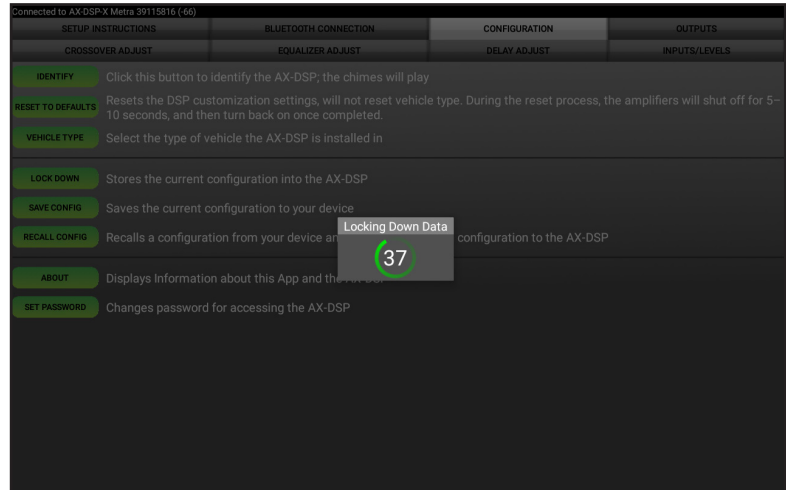 Connected to AX-DSP-X Metra 39115816 (-66)
SETUP INSTRUCTIONS
BLUETOOTH CONNECTION
CONFIGURATION
OUTPUTS
CROSSOVER ADJUST
EQUALIZER ADJUST
DELAY ADJUST
INPUTS/LEVELS
IDENTIFY
Click this button to identify the AX-DSP; the chimes will play
RESET TO DEFAULTS
Resets the DSP customization settings, will not reset vehicle type. During the reset process, the amplifiers will shut off for 5–
10 seconds, and then turn back on once completed.
VEHICLE TYPE
Select the type of vehicle the AX-DSP is installed in
LOCK DOWN
Stores the current configuration into the AX-DSP
SAVE CONFIG
Saves the current configuration to your device
Locking Down Data
37
RECALL CONFIG
Recalls a configuration from your device an configuration to the AX-DSP
ABOUT
Displays Information about this App and the AX-DSP
SET PASSWORD
Changes password for accessing the AX-DSP